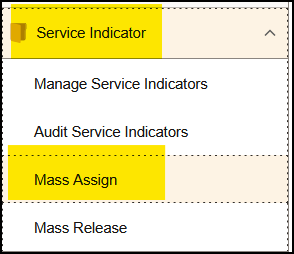 Service Indicator
Manage Service Indicators
Audit Service Indicators
Mass Assign
Mass Release